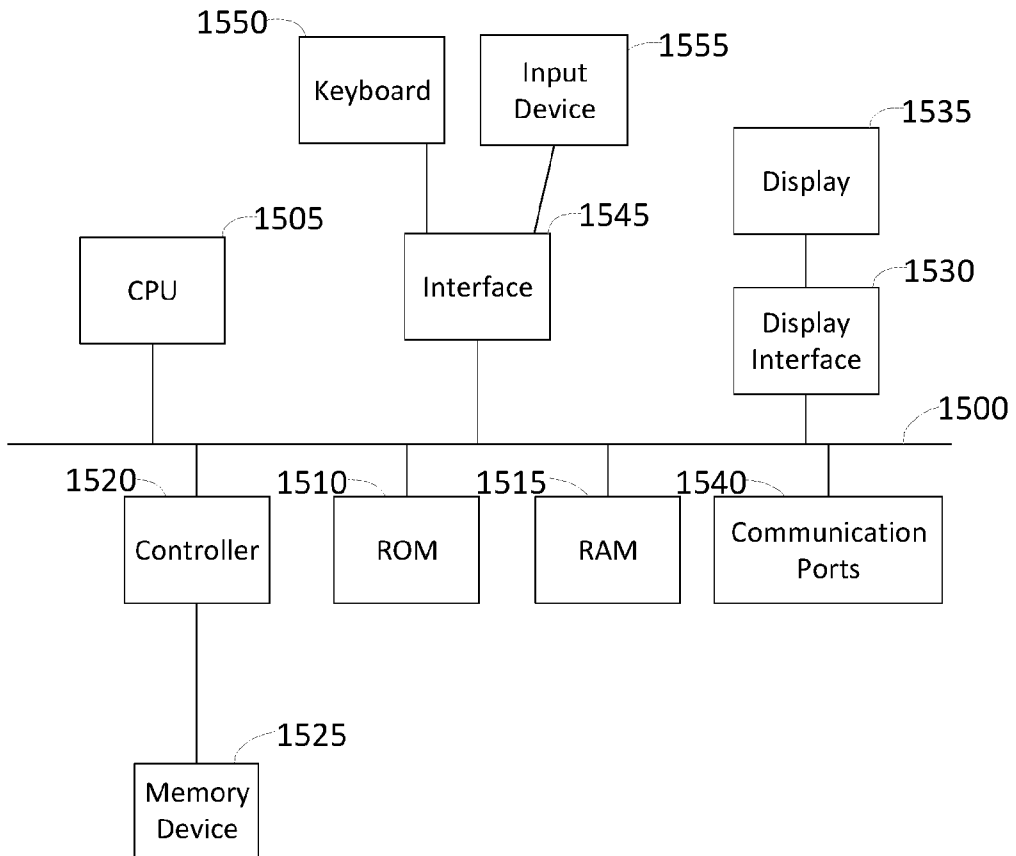 1550
Keyboard
Input
Device
1555
1535
Display
1505
CPU
1545
Interface
1530
Display
Interface
1500
1520
Controller
1510
ROM
1515
RAM
1540
Communication
Ports
1525
Memory
Device